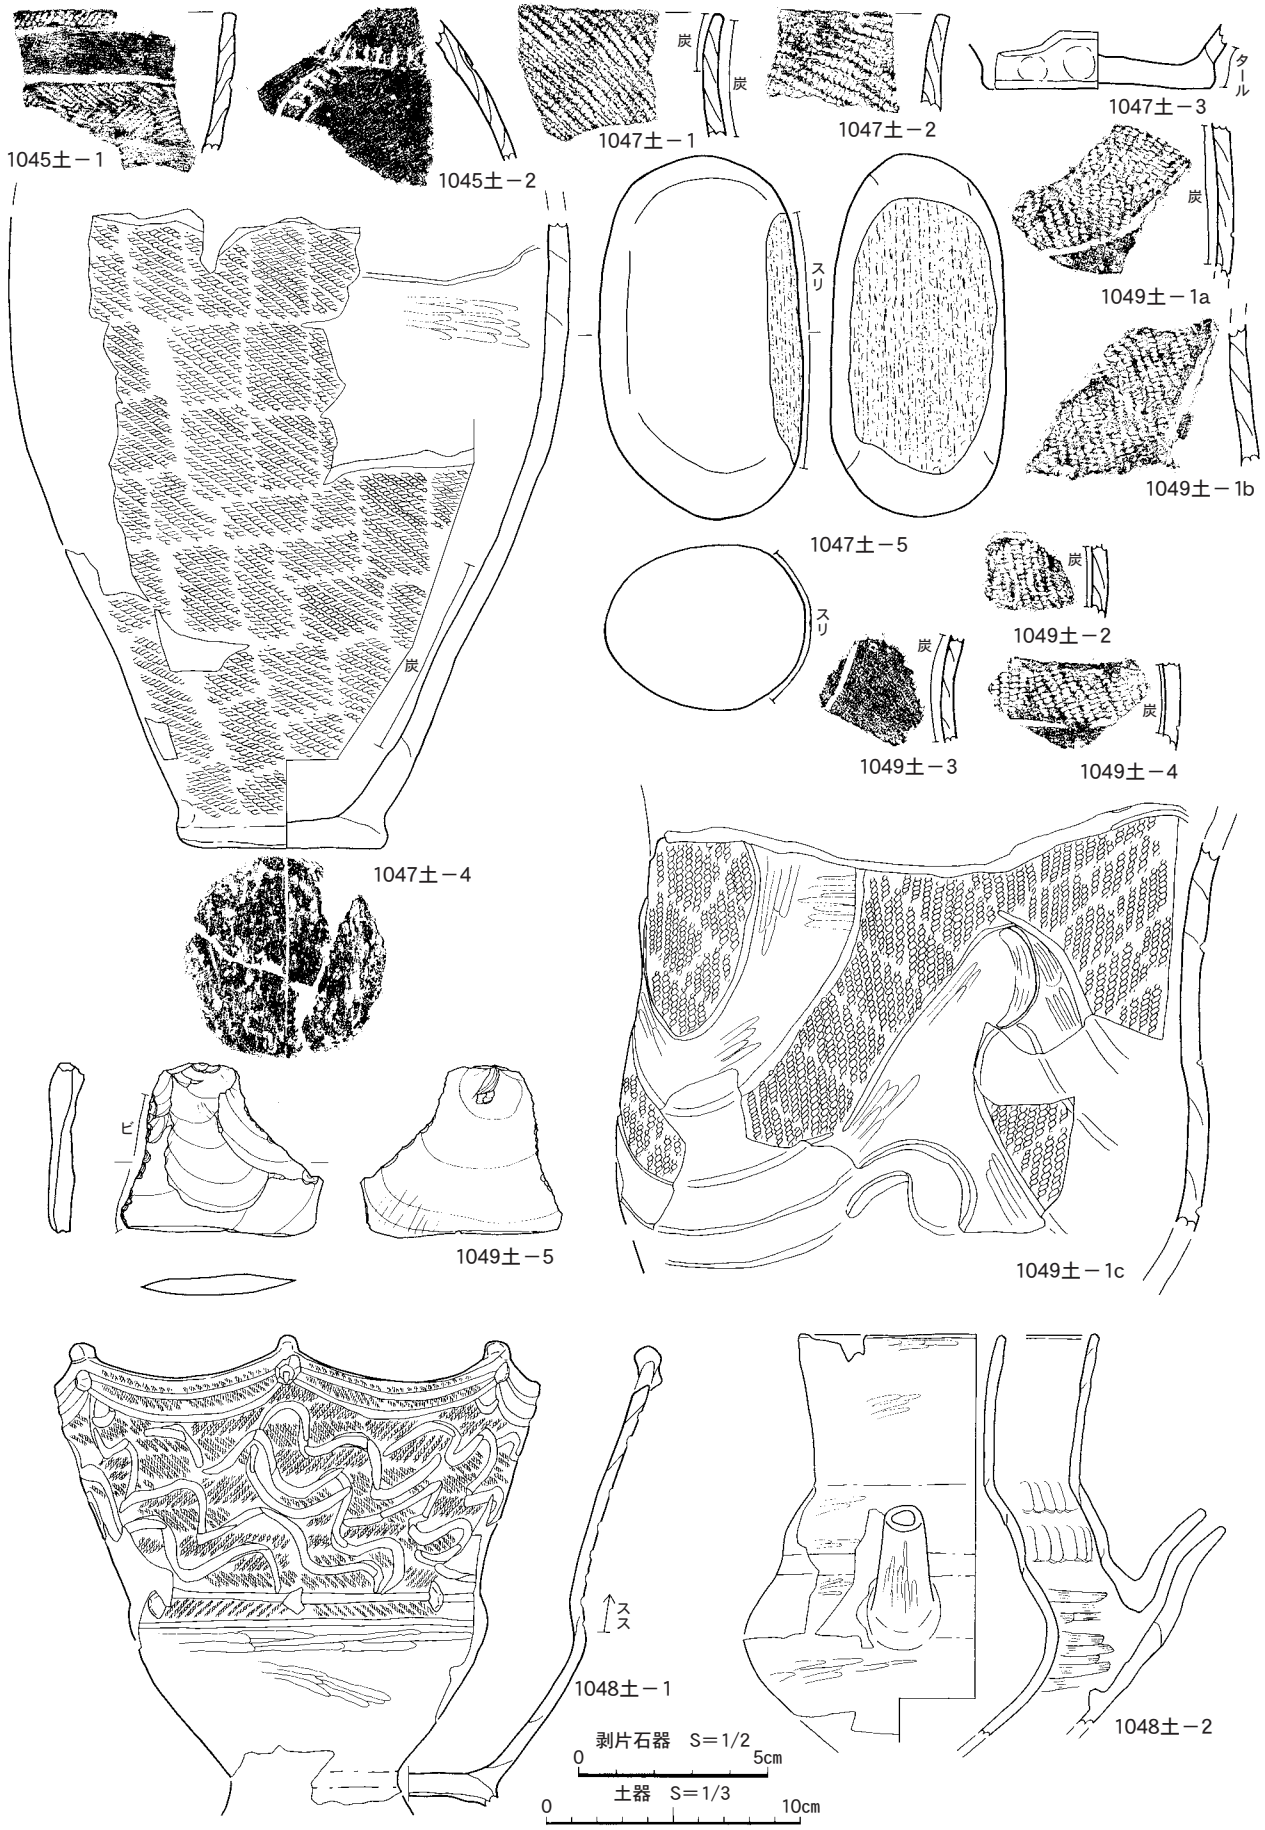 1045土－1
1045土－2
炭
炭
1047土－1
1047土－2
タール
1047土－3
スリ
炭
1049土－1a
1049土－1b
1047土－5
スリ
炭
1049土－2
炭
1049土－3
炭
1049土－4
炭
1047土－4
ビ
1049土－5
1049土－1c
スス
1048土－1
1048土－2
剥片石器　S＝1/2
0 5cm
土器　S＝1/3
0 10cm